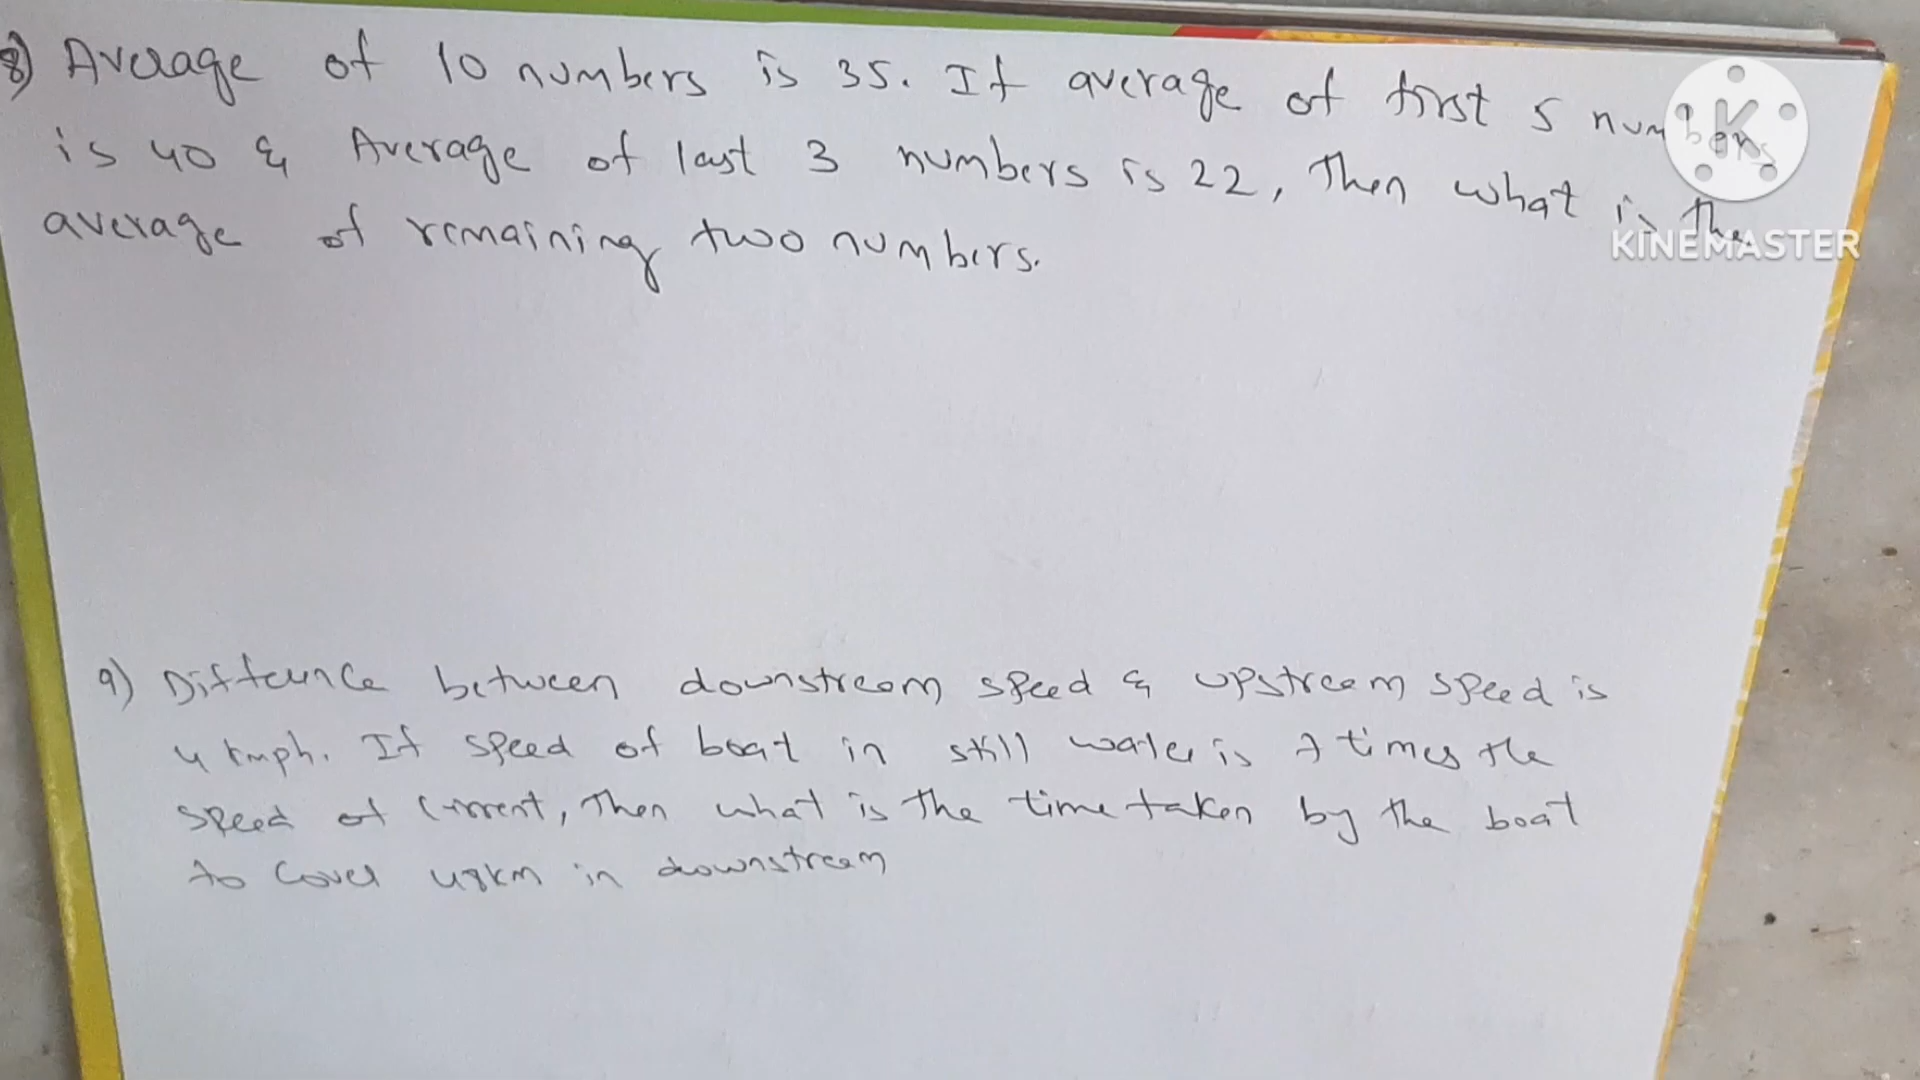 8) Average of 10 numbers is 35. If average of first 5 numbers
is 40 & Average of last 3 numbers is 22, Then what is the
KINEMASTER
average of remaining two numbers.
9) Difference between downstream speed & upstream speed is
4 kmph. If speed of boat in still water is 7 times the
speed of current, Then what is the time taken by the boat
to cover 48km in downstream